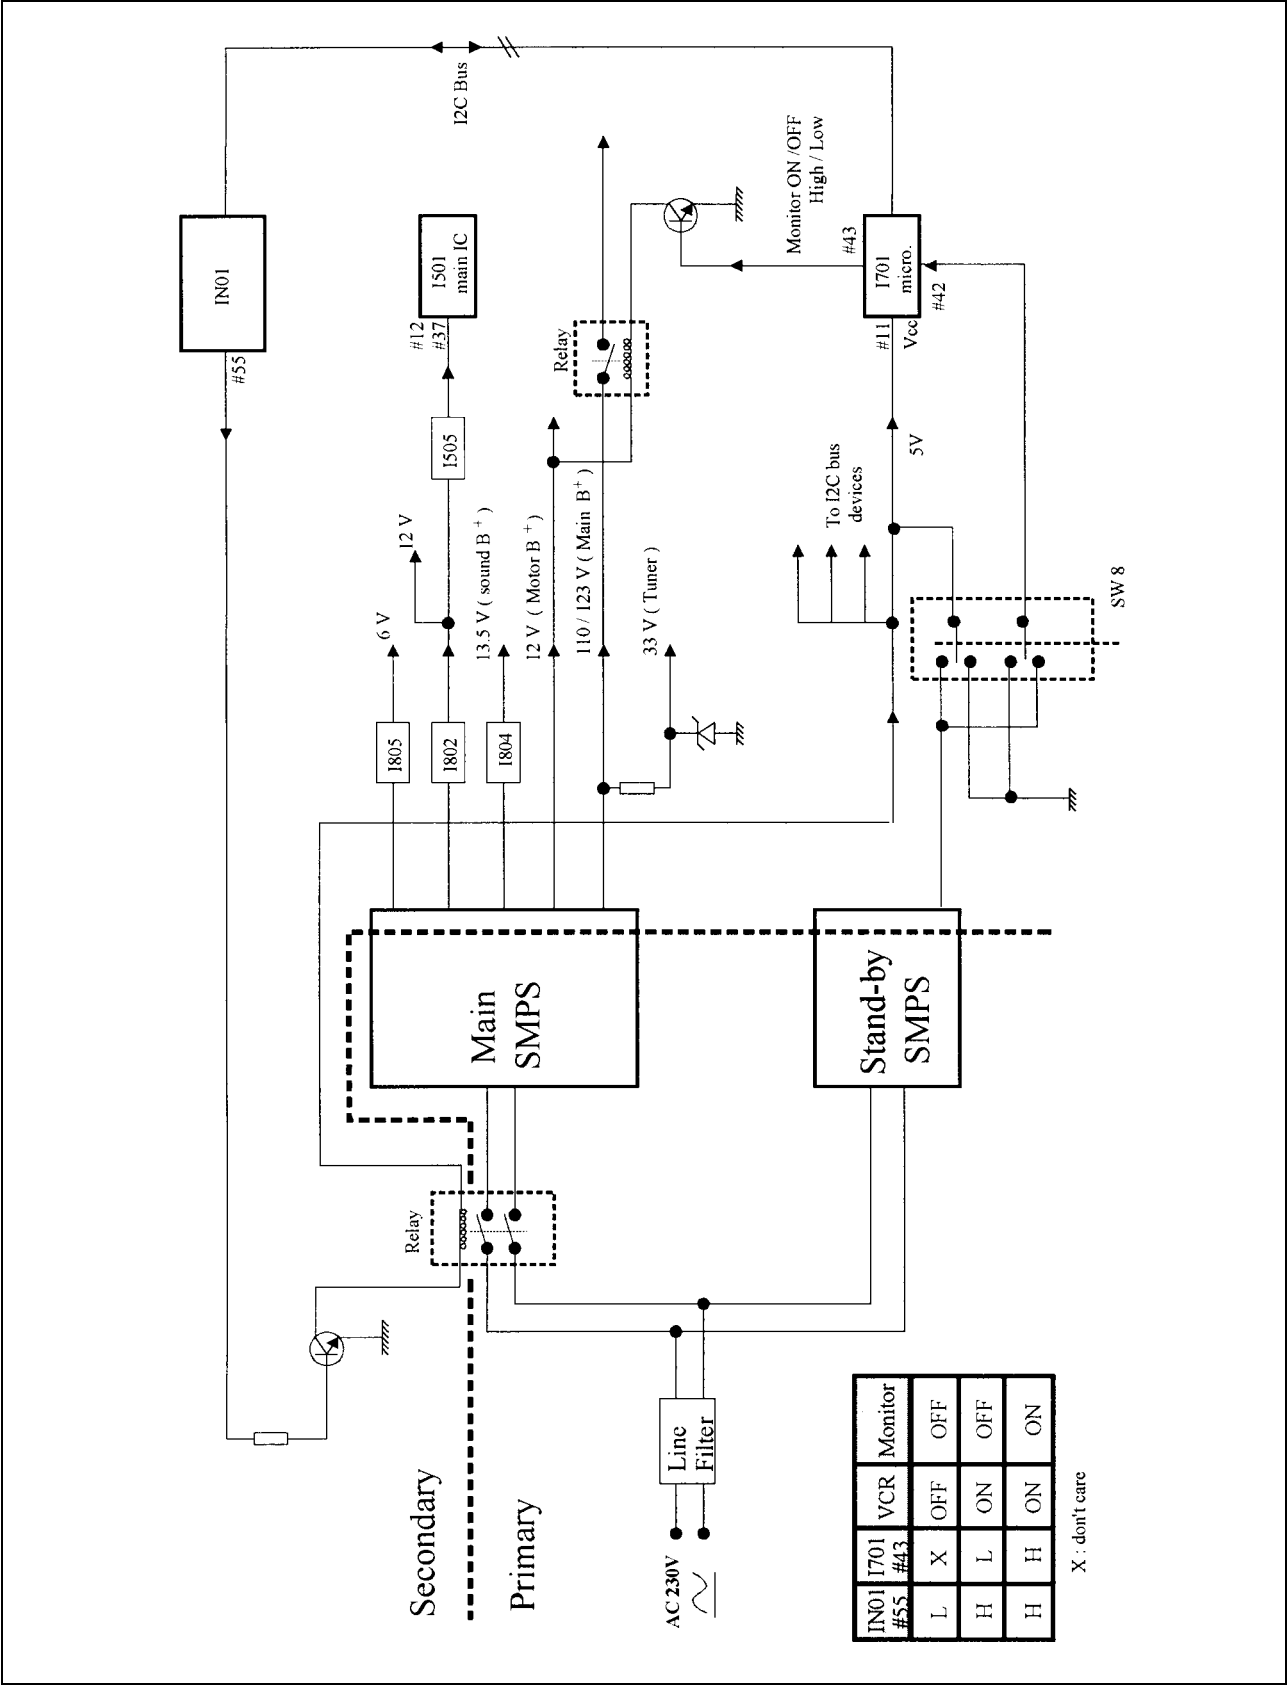 Secondary
Primary
AC 230V
Line
Filter
Relay
Main
SMPS
Stand-by
SMPS
I805
6 V
I802
12 V
I804
13.5 V ( sound B + )
12 V ( Motor B + )
110 / 123 V ( Main B+ )
33 V ( Tuner )
I505
#12
#37
I501
main IC
IN01
#55
I2C Bus
Relay
Monitor ON /OFF
High / Low
#43
I701
micro.
#11
Vcc
#42
5V
To I2C bus
devices
SW 8
IN01 #55 I701 #43 VCR Monitor
L X OFF OFF
H L ON OFF
H H ON ON
X : don't care